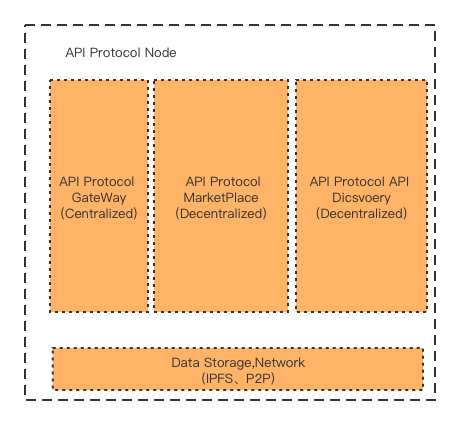 API Protocol Node
API Protocol
GateWay
(Centralized)
API Protocol
MarketPlace
(Decentralized)
API Protocol API
Dicsvoery
(Decentralized)
Data Storage,Network
(IPFS、P2P)